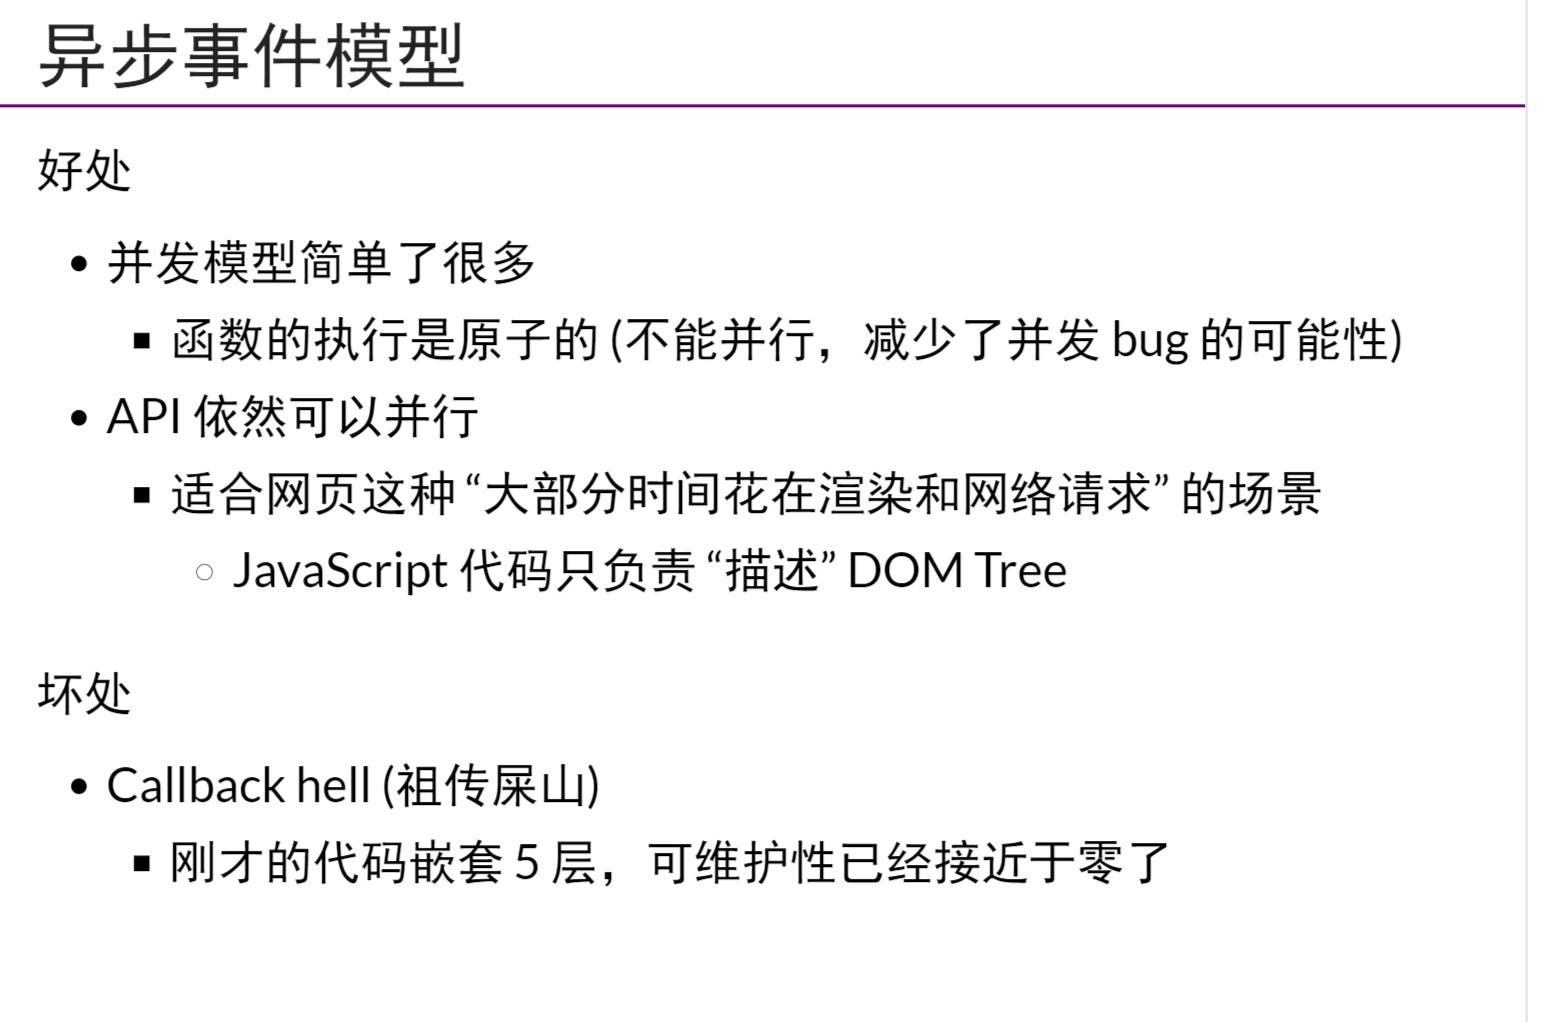 异步事件模型
好处
• 并发模型简单了很多
▪ 函数的执行是原子的 (不能并行，减少了并发 bug 的可能性)
• API 依然可以并行
▪ 适合网页这种 “大部分时间花在渲染和网络请求” 的场景
○ JavaScript 代码只负责 “描述” DOM Tree
坏处
• Callback hell (祖传屎山)
▪ 刚才的代码嵌套 5 层，可维护性已经接近于零了